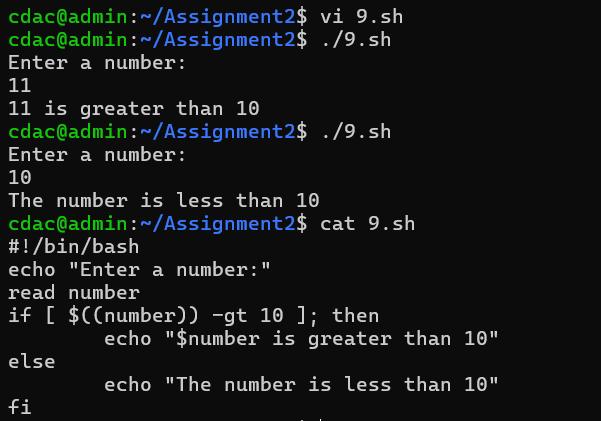 cdac@admin:~/Assignment2$ vi 9.sh
cdac@admin:~/Assignment2$ ./9.sh
Enter a number:
11
11 is greater than 10
cdac@admin:~/Assignment2$ ./9.sh
Enter a number:
10
The number is less than 10
cdac@admin:~/Assignment2$ cat 9.sh
#!/bin/bash
echo "Enter a number:"
read number
if [ $((number)) -gt 10 ]; then
        echo "$number is greater than 10"
else
        echo "The number is less than 10"
fi